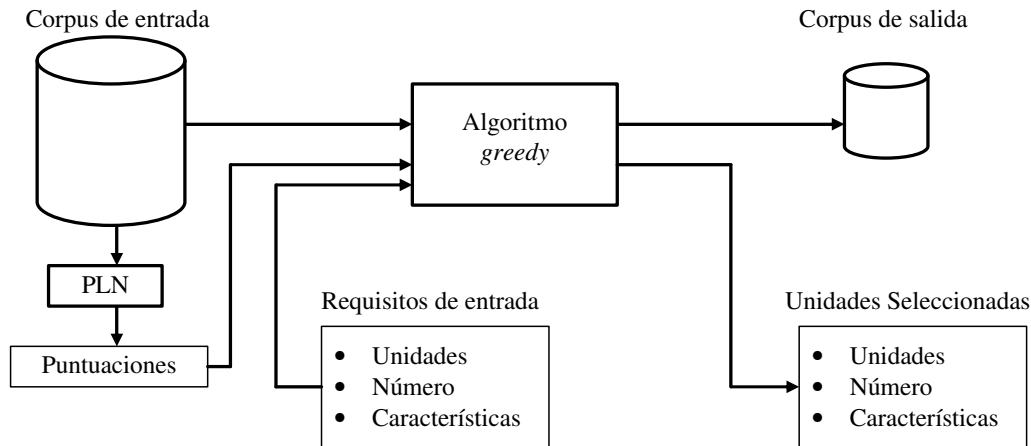 Corpus de entrada
Corpus de salida
Algoritmo
greedy
PLN
Puntuaciones
Requisitos de entrada
• Unidades
• Número
• Características
Unidades Seleccionadas
• Unidades
• Número
• Características